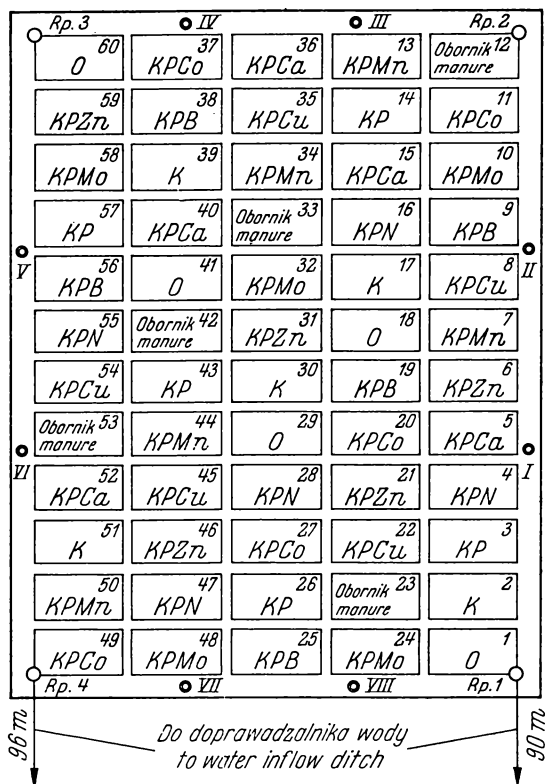 Rp. 3 IV III Rp. 2
60 37 36 13 Obornik 12
O KPCo KPCa KPMn manure
59 38 35 14 11
KPZn KPB KPCu KP KPCo
58 39 34 15 10
KPMo K KPMn KPCa KPMo
57 40 Obornik 33 16 9
KP KPCa manure KPN KPB
V II
56 41 32 17 8
KPB O KPMo K KPCu
55 Obornik 42 31 18 7
KPN manure KPZn O KPMn
54 43 30 19 6
KPCu KP K KPB KPZn
Obornik 53 44 29 20 5
manure KPMn O KPCo KPCa
VI I
52 45 28 21 4
KPCa KPCu KPN KPZn KPN
51 46 27 22 3
K KPZn KPCo KPCu KP
50 47 26 Obornik 23 2
KPMn KPN KP manure K
49 48 25 24 1
KPCo KPMo KPB KPMo O
Rp. 4 VII VIII Rp.1
96 m Do doprawadzalnika wody 90 m
to water inflow ditch